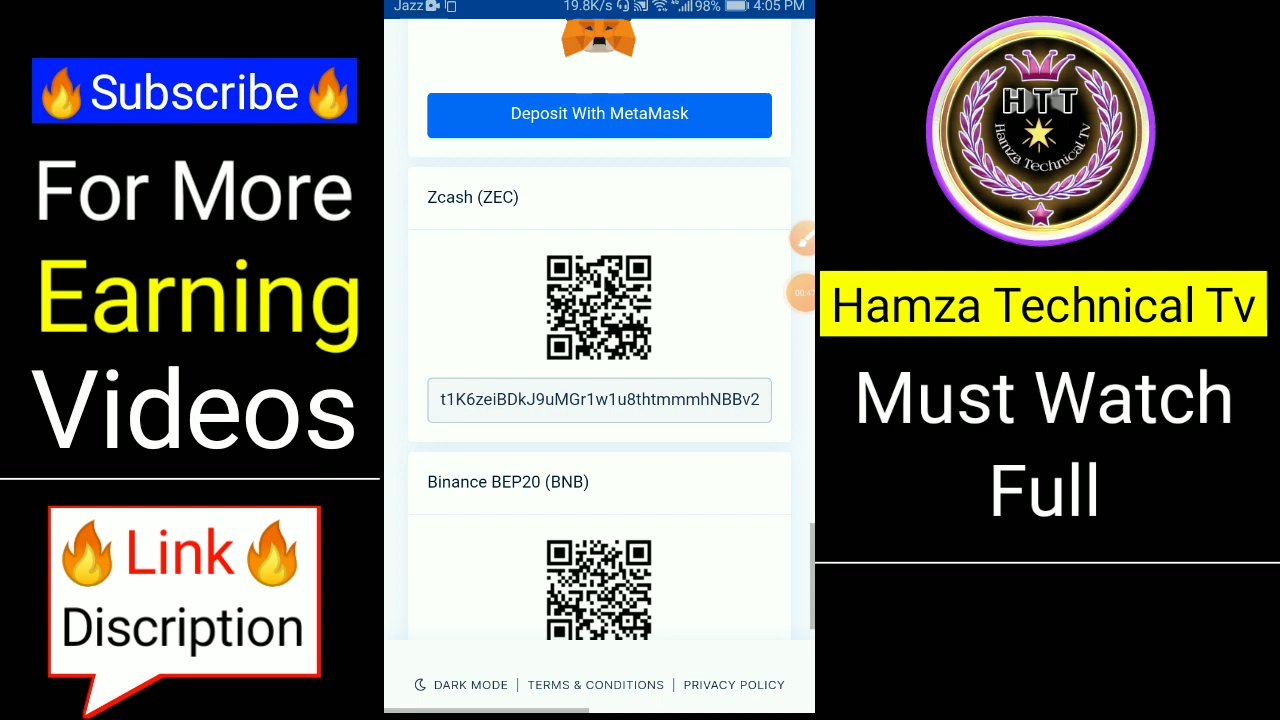 Subscribe
For More
Earning
Videos
Link
Discription
Jazz
19.8K/s
98%
4:05 PM
Deposit With MetaMask
Zcash (ZEC)
t1K6zeiBDkJ9uMGr1w1u8thtmmmhNBBv2
Binance BEP20 (BNB)
DARK MODE | TERMS & CONDITIONS | PRIVACY POLICY
HTT
Hamza Technical Tv
Hamza Technical Tv
Must Watch
Full